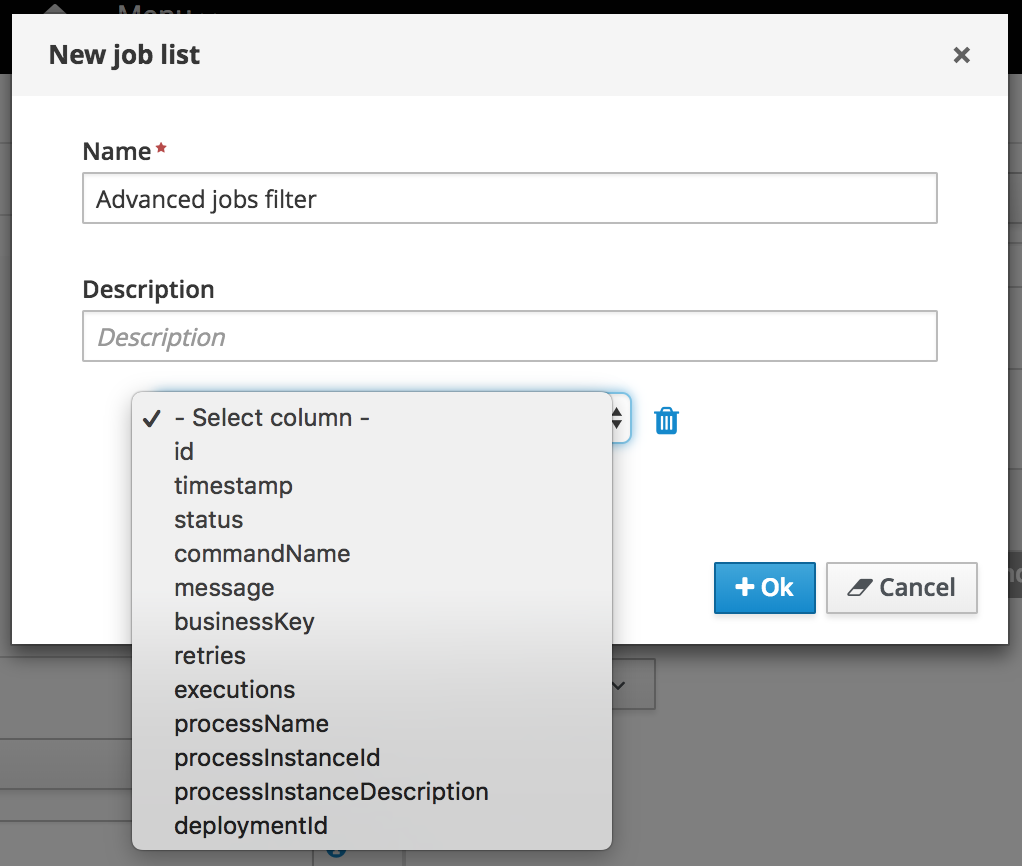 Menu
New job list
Name *
Advanced jobs filter
Description
Description
- Select column -
id
timestamp
status
commandName
message
businessKey
retries
executions
processName
processInstanceId
processInstanceDescription
deploymentId
Ok
Cancel